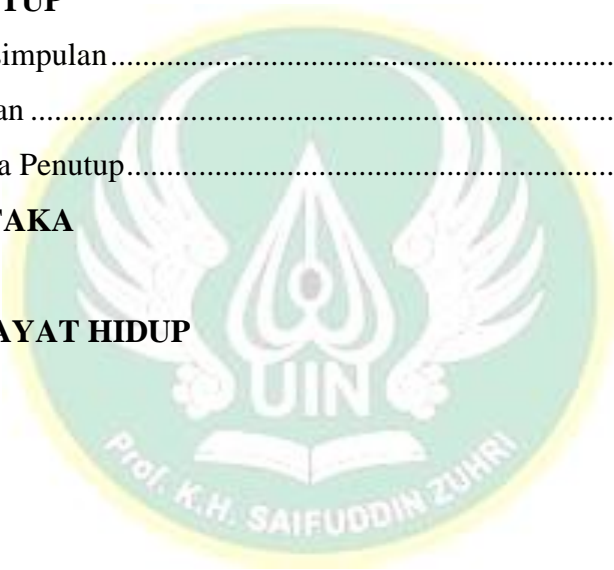 TUP
simpulan..........................................................
an ..................................................................
a Penutup........................................................
TAKA
AYAT HIDUP
UIN
Prof. K.H. SAIFUDDIN ZUHRI